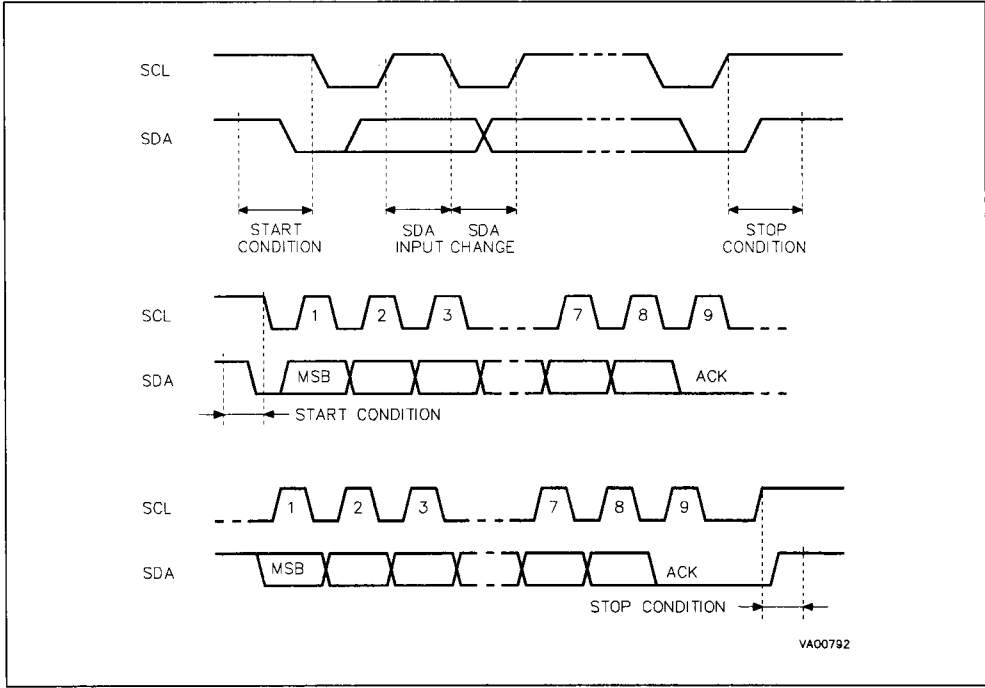 SCL
SDA
START
CONDITION
SDA
INPUT
SDA
CHANGE
STOP
CONDITION
SCL
1 2 3 7 8 9
SDA
MSB
ACK
START CONDITION
SCL
1 2 3 7 8 9
SDA
MSB
ACK
STOP CONDITION
VA00792